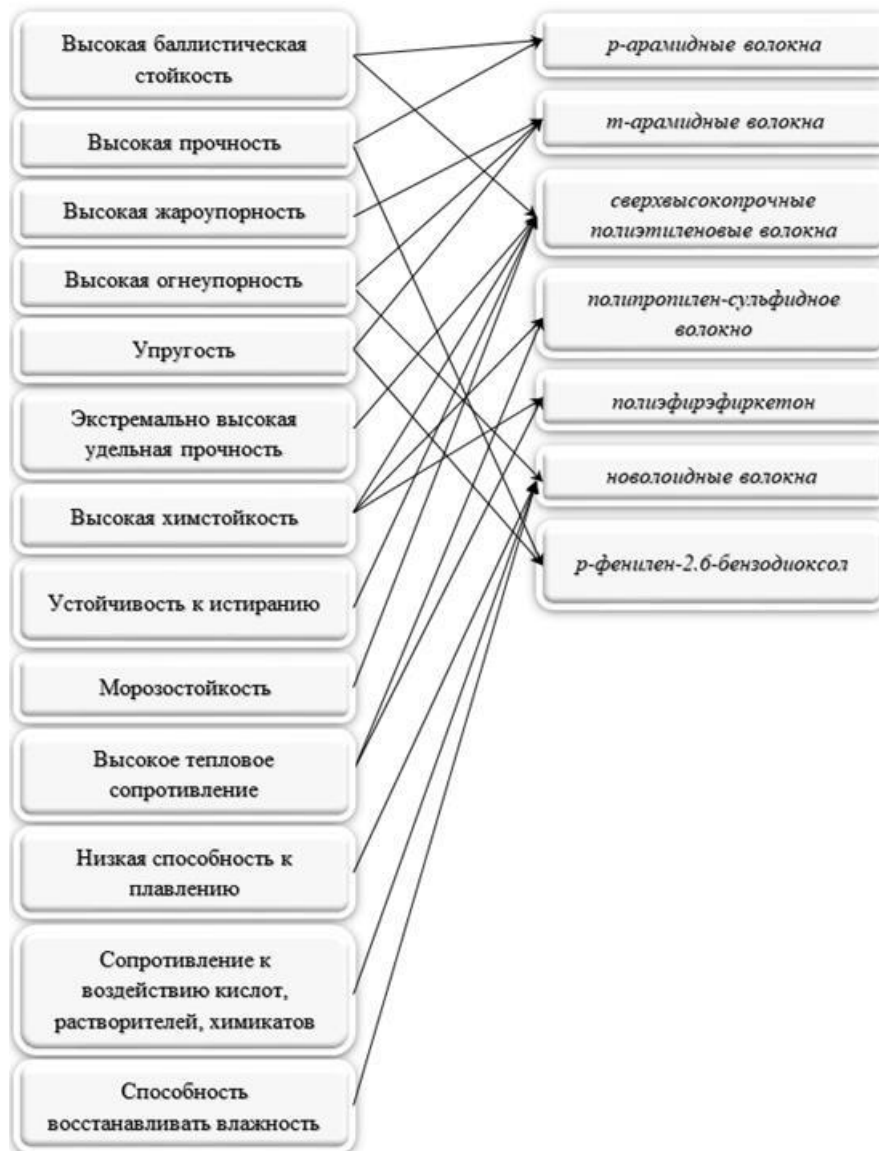 Высокая баллистическая
стойкость
Высокая прочность
Высокая жароупорность
Высокая огнеупорность
Упругость
Экстремально высокая
удельная прочность
Высокая химстойкость
Устойчивость к истиранию
Морозостойкость
Высокое тепловое
сопротивление
Низкая способность к
плавлению
Сопротивление к
воздействию кислот,
растворителей, химикатов
Способность
восстанавливать влажность
р-арамидные волокна
т-арамидные волокна
сверхвысокопрочные
полиэтиленовые волокна
полипропилен-сульфидное
волокно
полиэфирэфиркетон
новолоидные волокна
р-фенилен-2.6-бензодиоксол